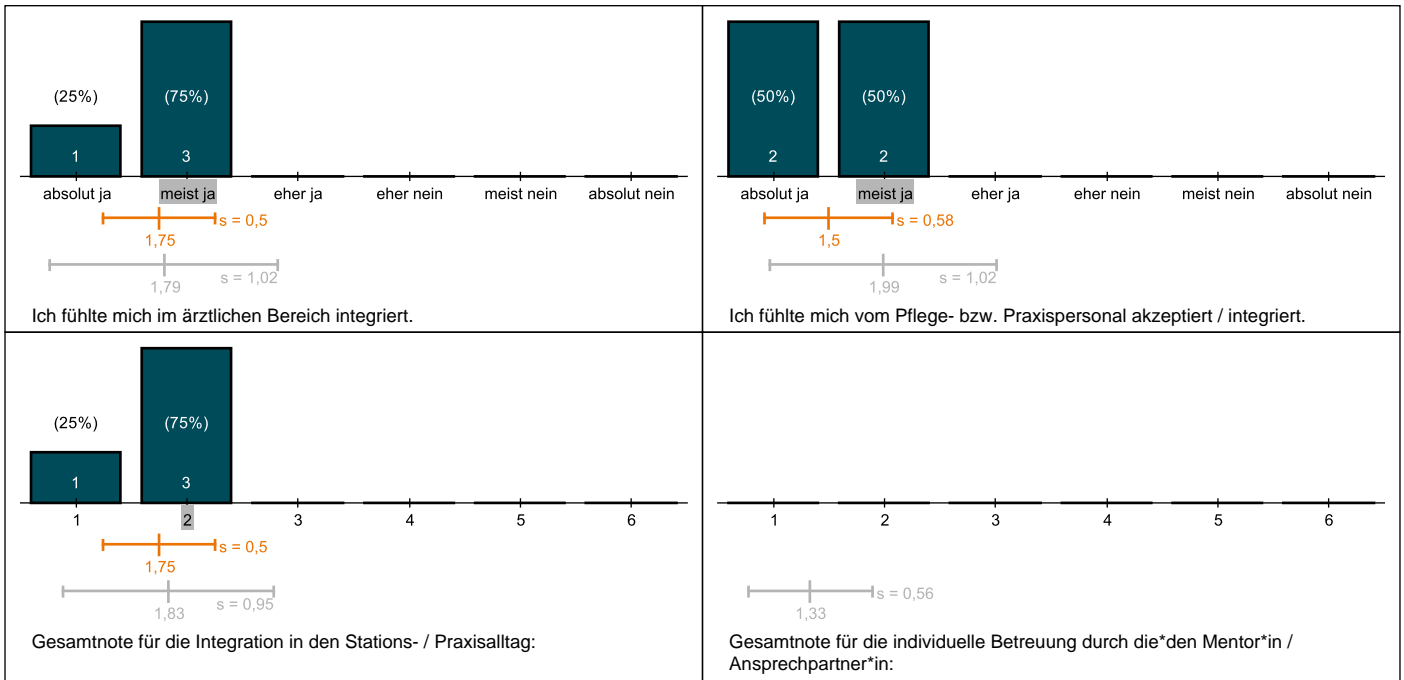 (25%) (75%)
1 3
absolut ja meist ja eher ja eher nein meist nein absolut nein
s = 0,5
1,75
s = 1,02
1,79
Ich fühlte mich im ärztlichen Bereich integriert.
(50%) (50%)
2 2
absolut ja meist ja eher ja eher nein meist nein absolut nein
s = 0,58
1,5
s = 1,02
1,99
Ich fühlte mich vom Pflege- bzw. Praxispersonal akzeptiert / integriert.
(25%) (75%)
1 3
1 2 3 4 5 6
s = 0,5
1,75
s = 0,95
1,83
Gesamtnote für die Integration in den Stations- / Praxisalltag:
1 2 3 4 5 6
s = 0,56
1,33
Gesamtnote für die individuelle Betreuung durch die*den Mentor*in /
Ansprechpartner*in: